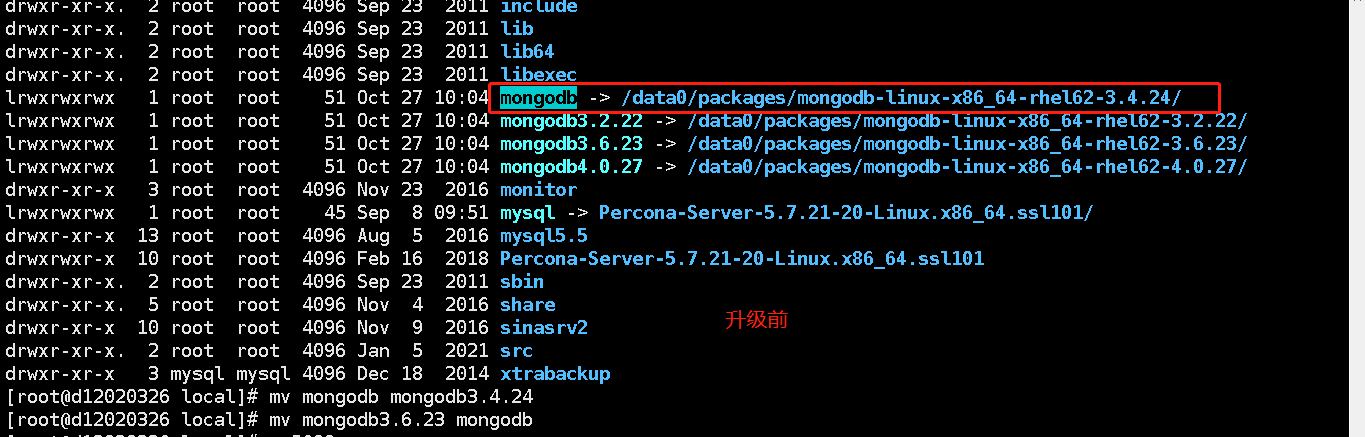 drwxr-xr-x. 2 root root 4096 Sep 23 2011 include
drwxr-xr-x. 2 root root 4096 Sep 23 2011 lib
drwxr-xr-x. 2 root root 4096 Sep 23 2011 lib64
drwxr-xr-x. 2 root root 4096 Sep 23 2011 libexec
lrwxrwxrwx 1 root root 51 Oct 27 10:04 mongodb -> /data0/packages/mongodb-linux-x86_64-rhel62-3.4.24/
lrwxrwxrwx 1 root root 51 Oct 27 10:04 mongodb3.2.22 -> /data0/packages/mongodb-linux-x86_64-rhel62-3.2.22/
lrwxrwxrwx 1 root root 51 Oct 27 10:04 mongodb3.6.23 -> /data0/packages/mongodb-linux-x86_64-rhel62-3.6.23/
lrwxrwxrwx 1 root root 51 Oct 27 10:04 mongodb4.0.27 -> /data0/packages/mongodb-linux-x86_64-rhel62-4.0.27/
drwxr-xr-x 3 root root 4096 Nov 23 2016 monitor
lrwxrwxrwx 1 root root 45 Sep 8 09:51 mysql -> Percona-Server-5.7.21-20-Linux.x86_64.ssl101/
drwxr-xr-x 13 root root 4096 Aug 5 2016 mysql5.5
drwxrwxr-x 10 root root 4096 Feb 16 2018 Percona-Server-5.7.21-20-Linux.x86_64.ssl101
drwxr-xr-x. 2 root root 4096 Sep 23 2011 sbin
drwxr-xr-x. 5 root root 4096 Nov 4 2016 share
drwxr-xr-x 10 root root 4096 Nov 9 2016 sinasrv2
升级前
drwxr-xr-x. 2 root root 4096 Jan 5 2021 src
drwxr-xr-x 3 mysql mysql 4096 Dec 18 2014 xtrabackup
[root@d12020326 local]# mv mongodb mongodb3.4.24
[root@d12020326 local]# mv mongodb3.6.23 mongodb